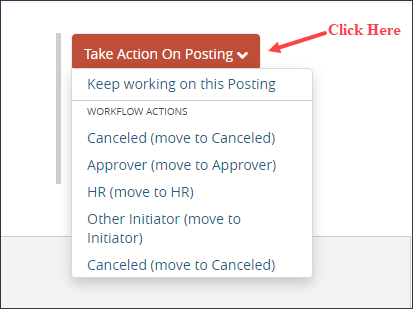 Click Here
Take Action On Posting
Keep working on this Posting
WORKFLOW ACTIONS
Canceled (move to Canceled)
Approver (move to Approver)
HR (move to HR)
Other Initiator (move to
Initiator)
Canceled (move to Canceled)